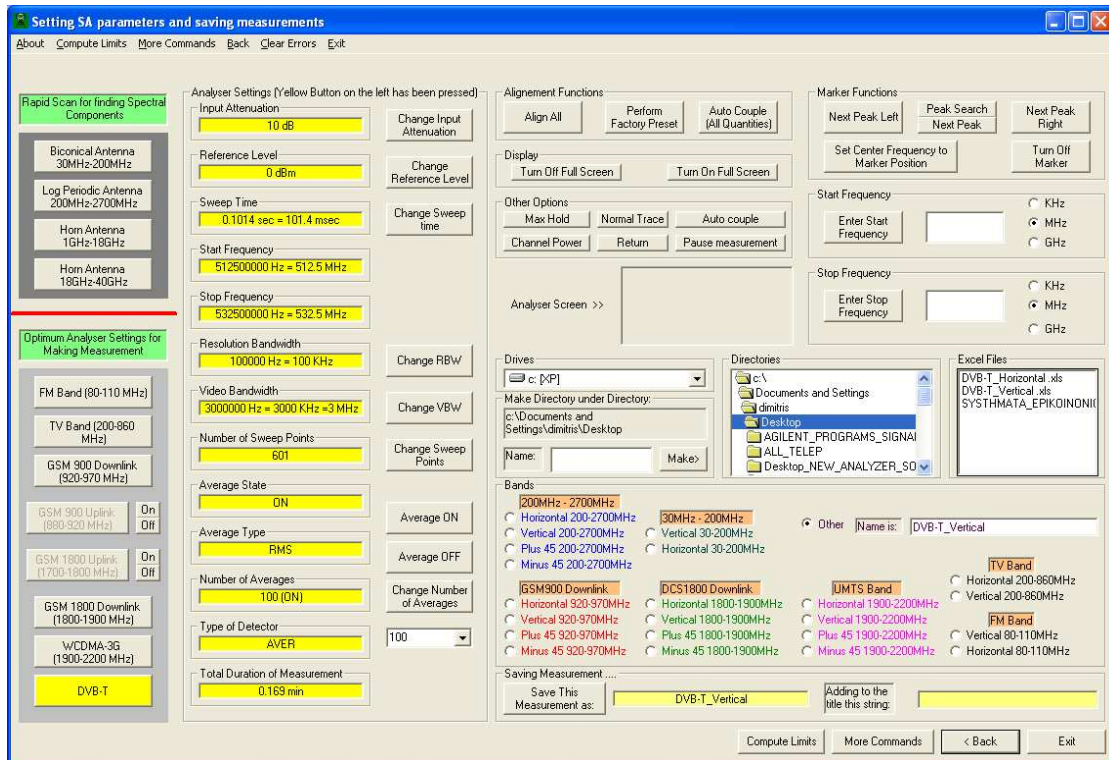 Setting SA parameters and saving measurements
About Compute Limits More Commands Back Clear Errors Exit
Rapid Scan for finding Spectral
Components
Biconical Antenna
30MHz-200MHz
Log Periodic Antenna
200MHz-2700MHz
Horn Antenna
1GHz-18GHz
Horn Antenna
18GHz-40GHz
Optimum Analyser Settings for
Making Measurement
FM Band (80-110 MHz)
TV Band (200-860
MHz)
GSM 900 Downlink
(920-970 MHz)
GSM 900 Uplink
(880-920 MHz)
On
Off
GSM 1800 Uplink
(1700-1800 MHz)
On
Off
GSM 1800 Downlink
(1800-1900 MHz)
WCDMA-3G
(1900-2200 MHz)
DVB-T
Analyser Settings (Yellow Button on the left has been pressed)
Input Attenuation
10 dB
Change Input
Attenuation
Reference Level
0 dBm
Change
Reference Level
Sweep Time
0.1014 sec = 101.4 msec
Change Sweep
time
Start Frequency
512500000 Hz = 512.5 MHz
Stop Frequency
532500000 Hz = 532.5 MHz
Resolution Bandwidth
100000 Hz = 100 KHz
Change RBW
Video Bandwidth
3000000 Hz = 3000 KHz =3 MHz
Change VBW
Number of Sweep Points
601
Change Sweep
Points
Average State
ON
Average ON
Average Type
RMS
Average OFF
Number of Averages
100 (ON)
Change Number
of Averages
Type of Detector
AVER
100
Total Duration of Measurement
0.169 min
Alignement Functions
Align All
Perform
Factory Preset
Auto Couple
(All Quantities)
Display
Turn Off Full Screen
Turn On Full Screen
Other Options
Max Hold
Normal Trace
Auto couple
Channel Power
Return
Pause measurement
Analyser Screen >>
Marker Functions
Next Peak Left
Peak Search
Next Peak
Next Peak
Right
Set Center Frequency to
Marker Position
Turn Off
Marker
Start Frequency
Enter Start
Frequency
KHz
MHz
GHz
Stop Frequency
Enter Stop
Frequency
KHz
MHz
GHz
Drives
c: [XP]
Make Directory under Directory:
c:\Documents and
Settings\dimitris\Desktop
Name:
Make>
Directories
c:\
Documents and Settings
dimitris
Desktop
AGILENT_PROGRAMS_SIGNAI
ALL_TELEP
Desktop_NEW_ANALYZER_SO
Excel Files
DVB-T_Horizontal .xls
DVB-T_Vertical .xls
SYSTHMATA_EPIKOINONI
Bands
200MHz - 2700MHz
Horizontal 200-2700MHz
Vertical 200-2700MHz
Plus 45 200-2700MHz
Minus 45 200-2700MHz
30MHz - 200MHz
Vertical 30-200MHz
Horizontal 30-200MHz
Other Name is: DVB-T_Vertical
GSM900 Downlink
Horizontal 920-970MHz
Vertical 920-970MHz
Plus 45 920-970MHz
Minus 45 920-970MHz
DCS1800 Downlink
Horizontal 1800-1900MHz
Vertical 1800-1900MHz
Plus 45 1800-1900MHz
Minus 45 1800-1900MHz
UMTS Band
Horizontal 1900-2200MHz
Vertical 1900-2200MHz
Plus 45 1900-2200MHz
Minus 45 1900-2200MHz
TV Band
Horizontal 200-860MHz
Vertical 200-860MHz
FM Band
Vertical 80-110MHz
Horizontal 80-110MHz
Saving Measurement ....
Save This
Measurement as:
DVB-T_Vertical
Adding to the
title this string:
Compute Limits
More Commands
< Back
Exit